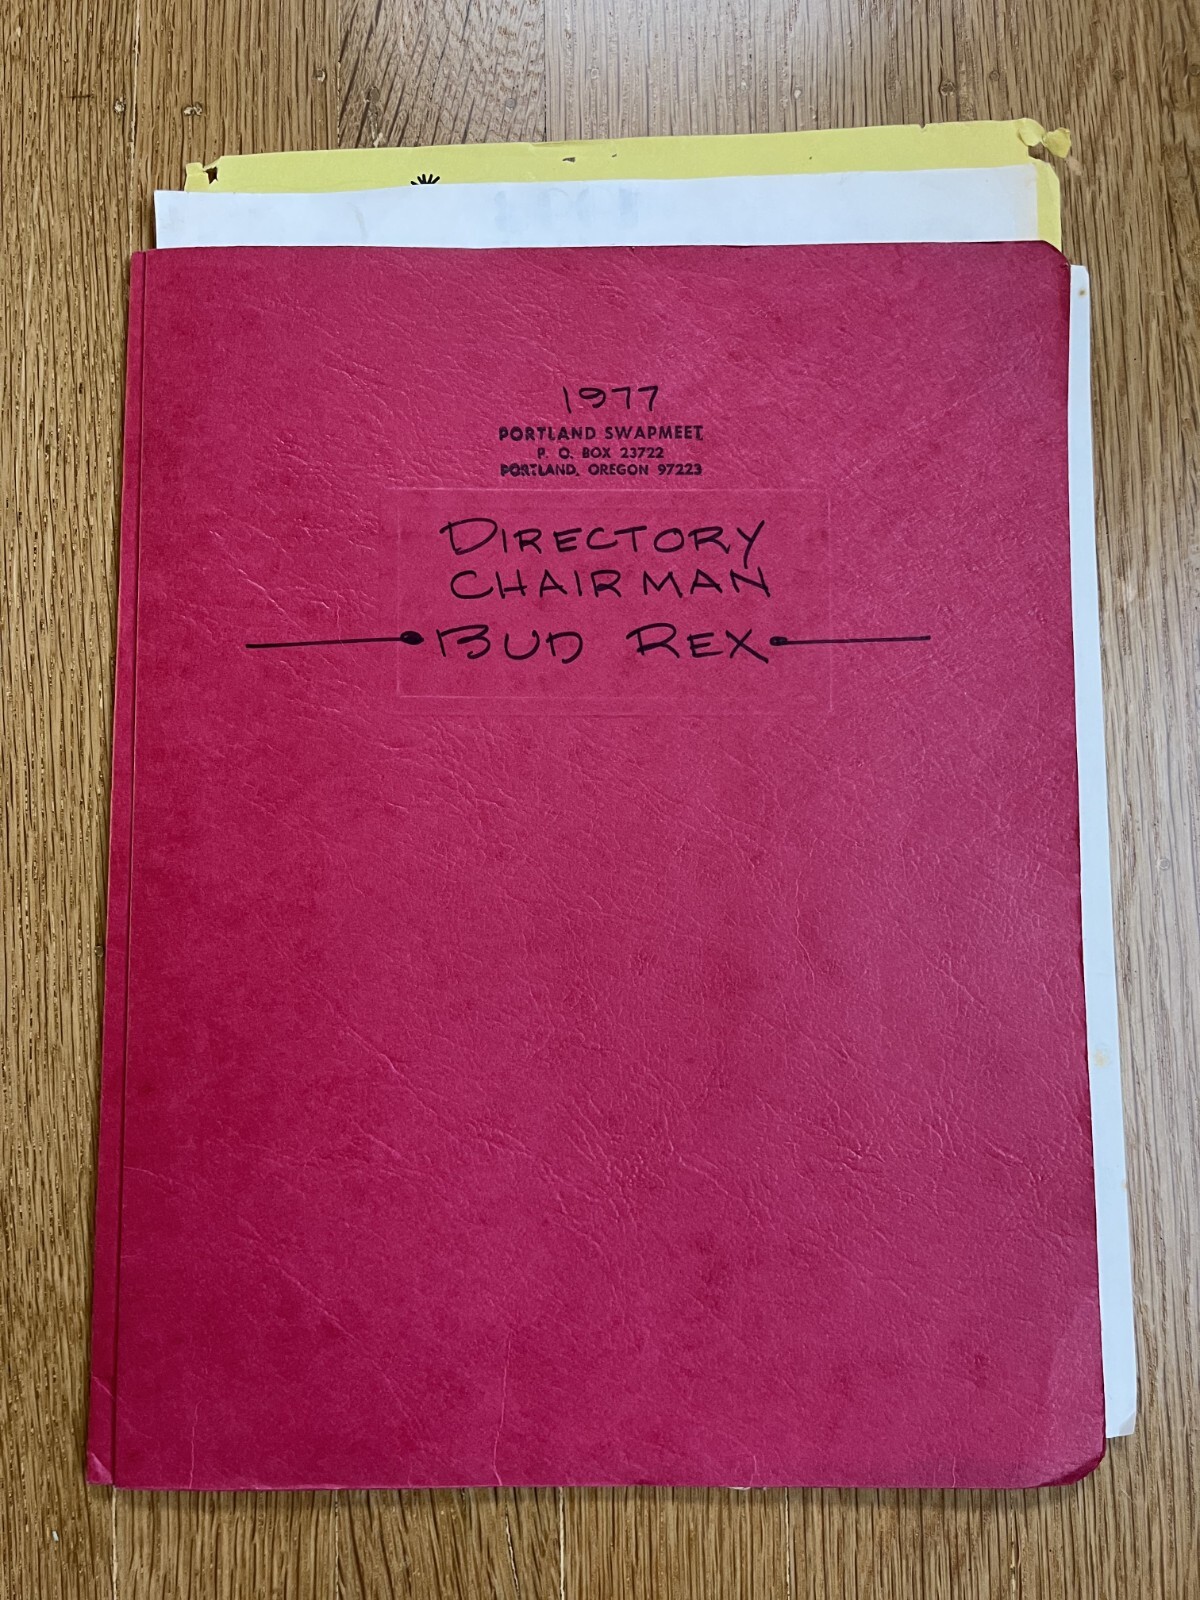 1977
PORTLAND SWAPMEET
P. O. BOX 23722
PORTLAND, OREGON 97223
DIRECTORY
CHAIRMAN
BUD REX